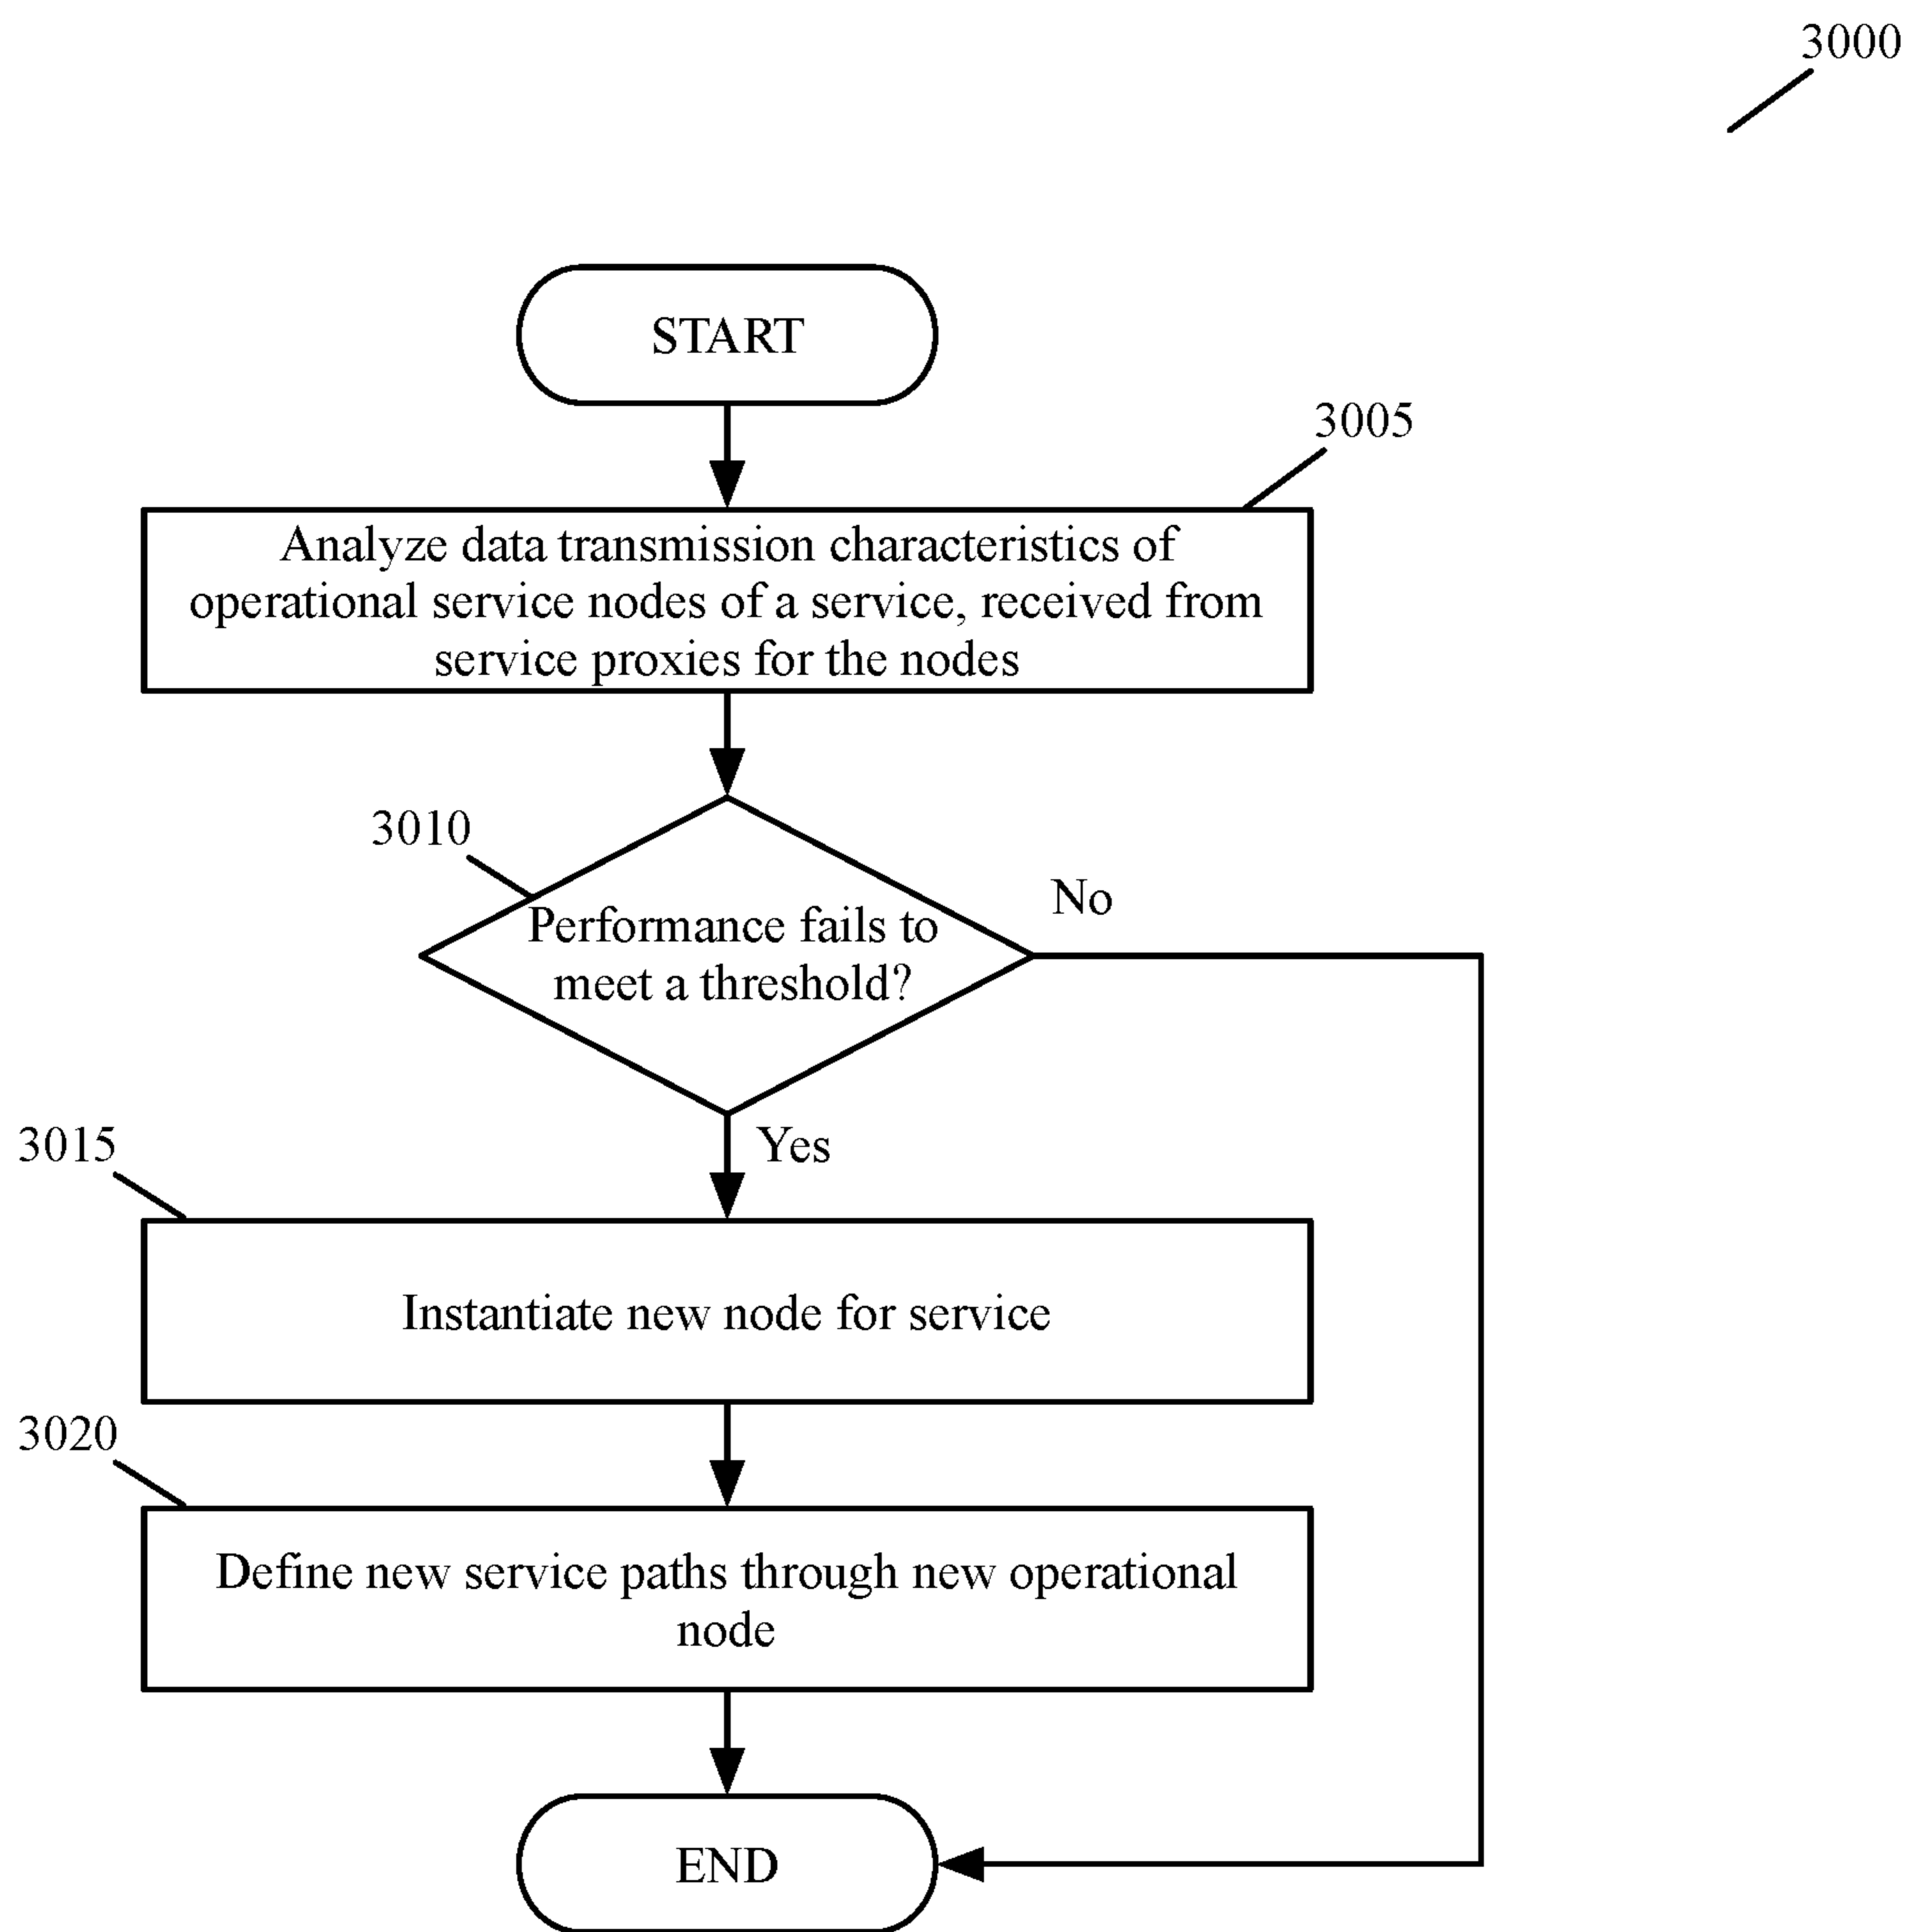 3000
START
3005
Analyze data transmission characteristics of
operational service nodes of a service, received from
service proxies for the nodes
3010
No
Performance fails to
meet a threshold?
Yes
3015
Instantiate new node for service
3020
Define new service paths through new operational
node
END